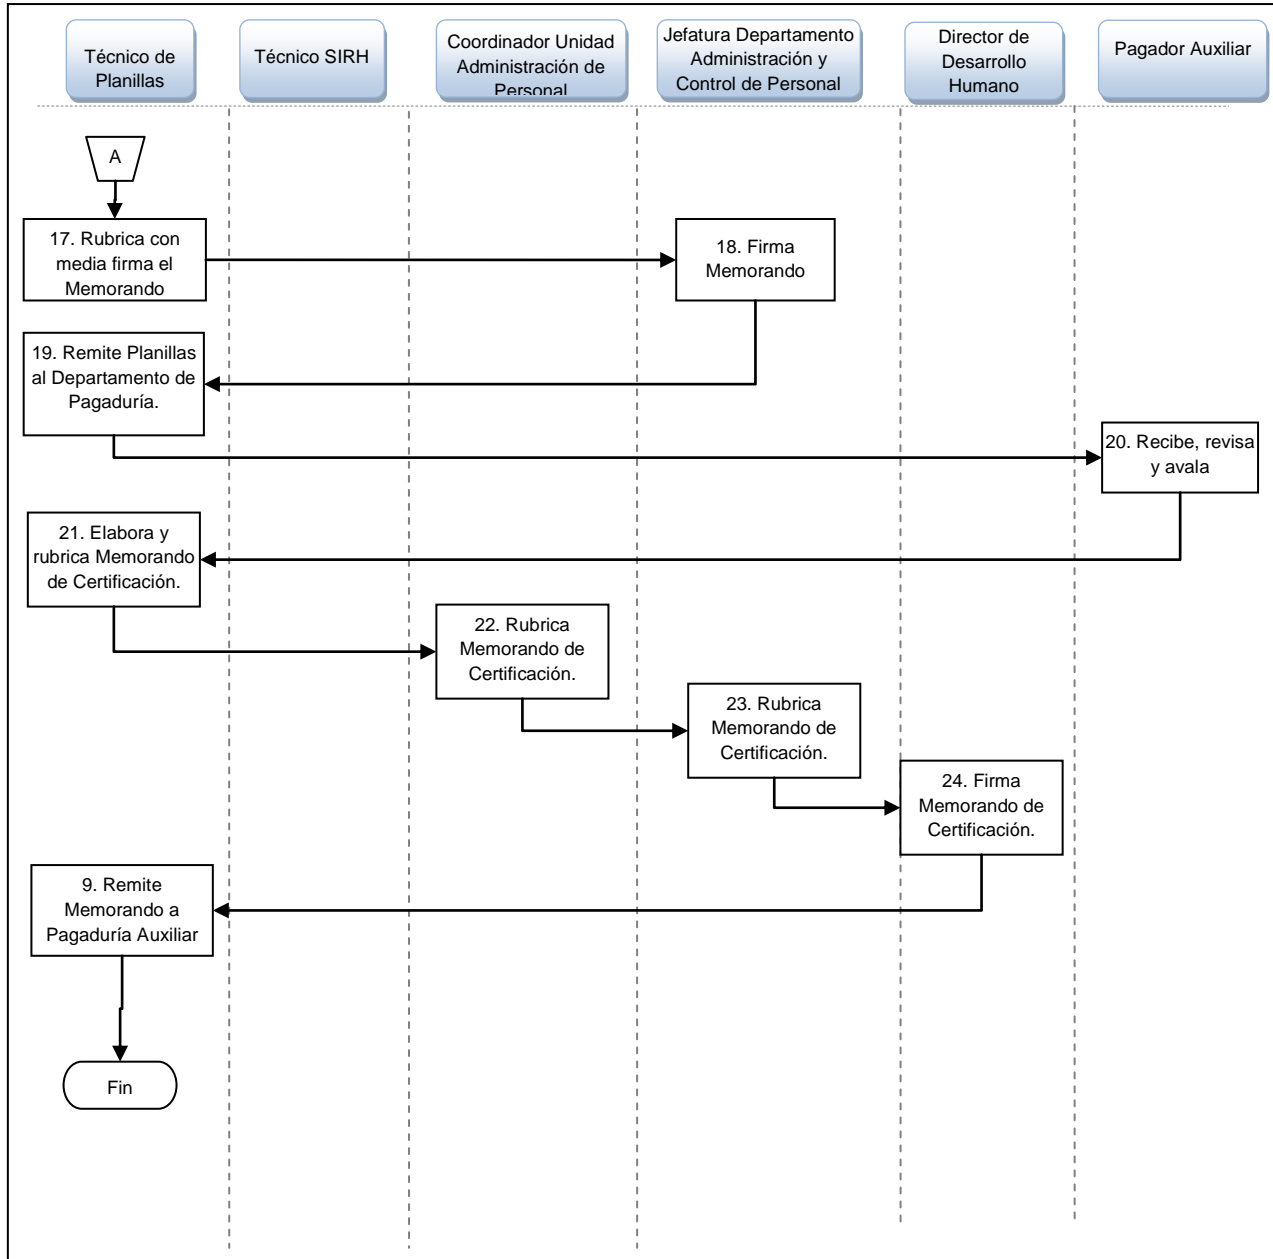 Técnico de
Planillas
Técnico SIRH
Coordinador Unidad
Administración de
Personal
Jefatura Departamento
Administración y
Control de Personal
Director de
Desarrollo
Humano
Pagador Auxiliar
A
17. Rubrica con
media firma el
Memorando
18. Firma
Memorando
19. Remite Planillas
al Departamento de
Pagaduría.
20. Recibe, revisa
y avala
21. Elabora y
rubrica Memorando
de Certificación.
22. Rubrica
Memorando de
Certificación.
23. Rubrica
Memorando de
Certificación.
24. Firma
Memorando de
Certificación.
9. Remite
Memorando a
Pagaduría Auxiliar
Fin